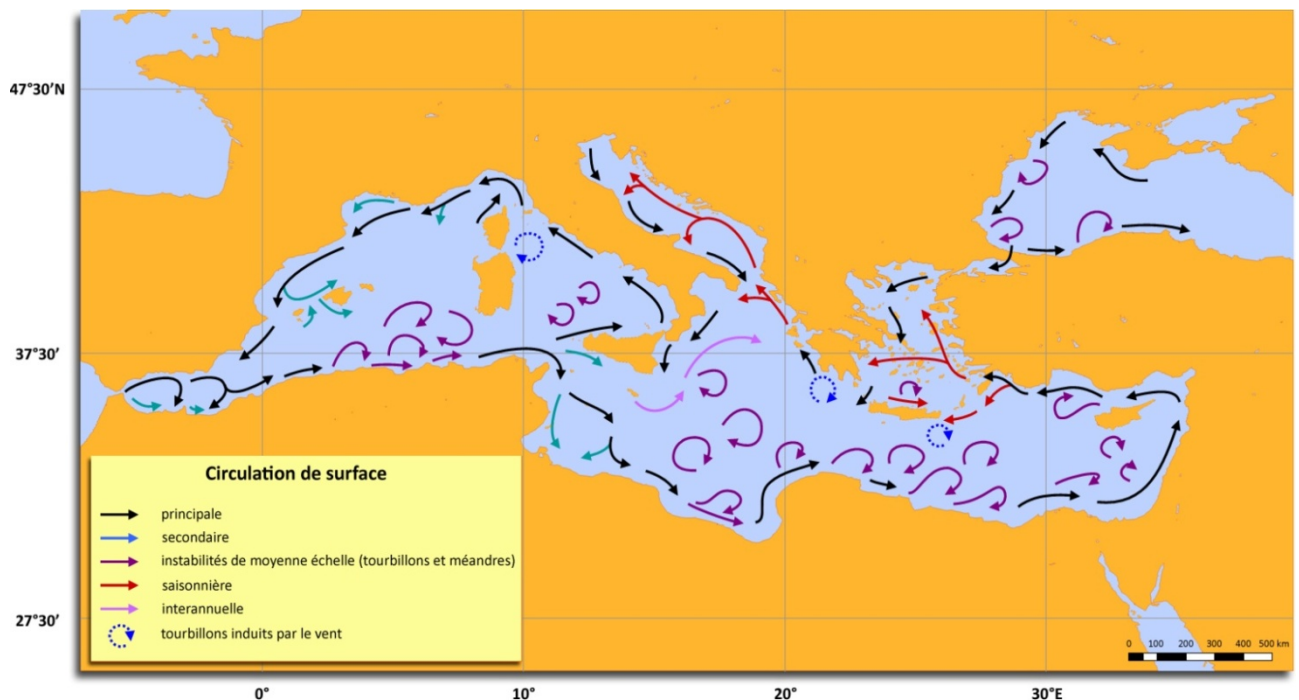 47°30'N
37°30'
27°30'
Circulation de surface
principale
secondaire
instabilités de moyenne échelle (tourbillons et méandres)
saisonnière
interannuelle
tourbillons induits par le vent
0 100 200 300 400 500 km
0° 10° 20° 30°E